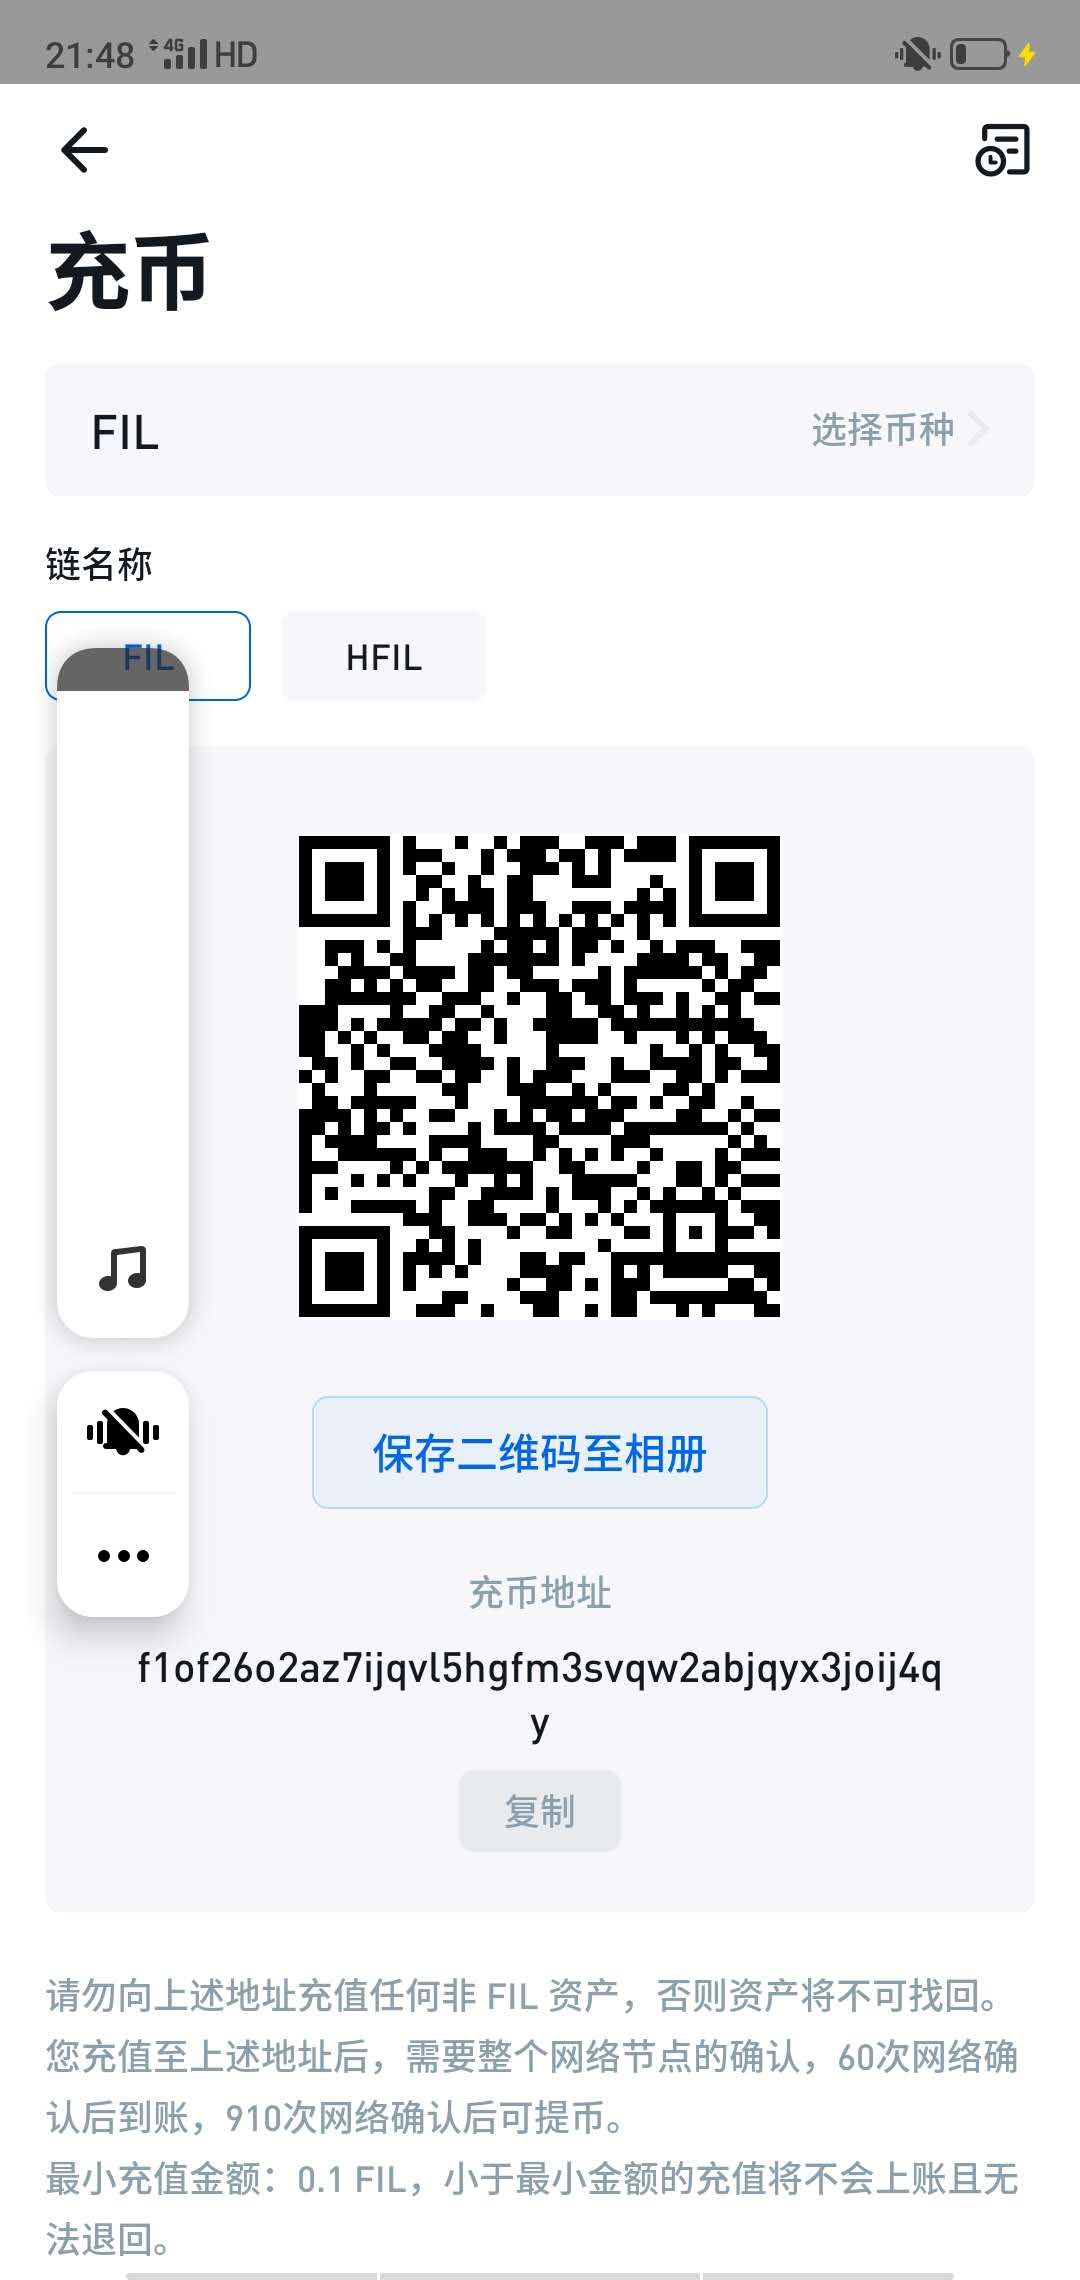 21:48 4G HD
充币
FIL 选择币种
链名称
FIL HFIL
保存二维码至相册
充币地址
f1of26o2az7ijqvl5hgfm3svqw2abjqyx3joij4q
y
复制
请勿向上述地址充值任何非 FIL 资产，否则资产将不可找回。
您充值至上述地址后，需要整个网络节点的确认，60次网络确
认后到账，910次网络确认后可提币。
最小充值金额：0.1 FIL，小于最小金额的充值将不会上账且无
法退回。